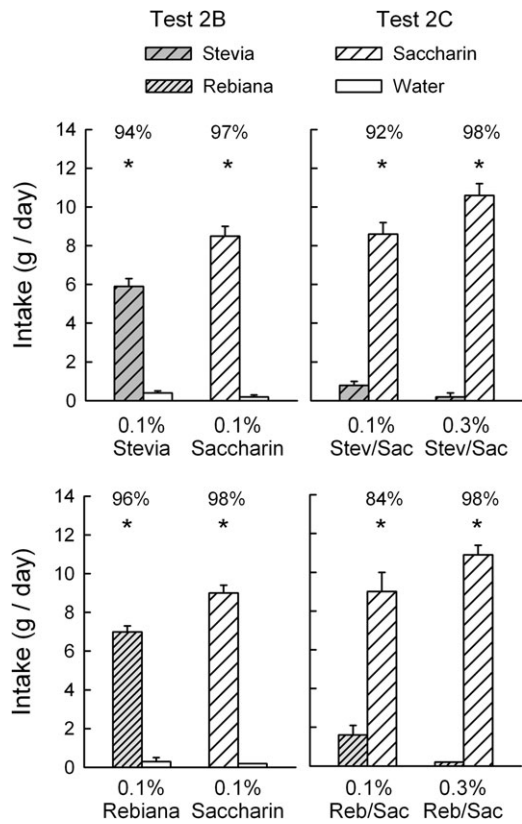 Test 2B Test 2C
Stevia Saccharin
Rebiana Water
14 94% 97% 92% 98%
12 * * * *
10
8
6
4
2
0
Intake (g / day)
0.1% 0.1% 0.1% 0.3%
Stevia Saccharin Stev/Sac Stev/Sac
14 96% 98% 84% 98%
12 * * * *
10
8
6
4
2
0
Intake (g / day)
0.1% 0.1% 0.1% 0.3%
Rebiana Saccharin Reb/Sac Reb/Sac